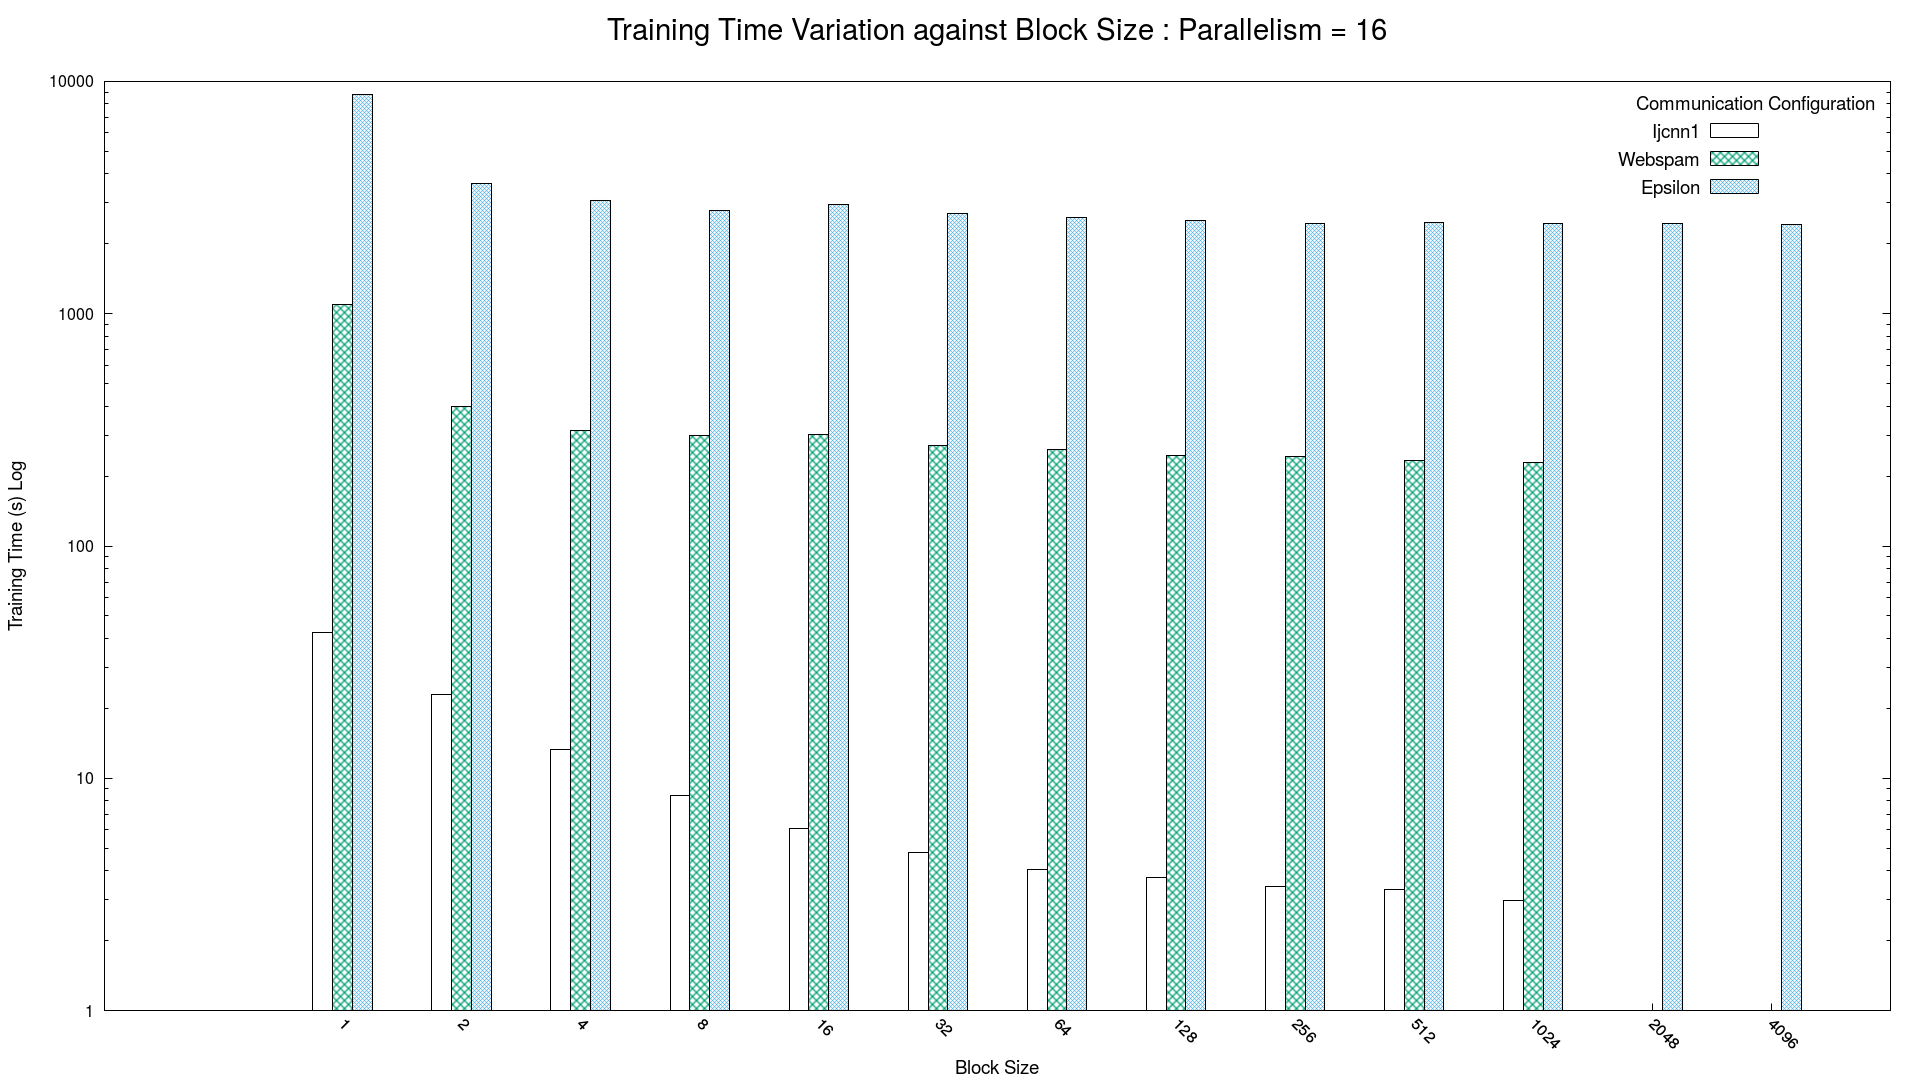 Training Time Variation against Block Size : Parallelism = 16
10000
1000
100
10
1
Training Time (s) Log
Communication Configuration
Ijcnn1
Webspam
Epsilon
1 2 4 8 16 32 64 128 256 512 1024 2048 4096
Block Size